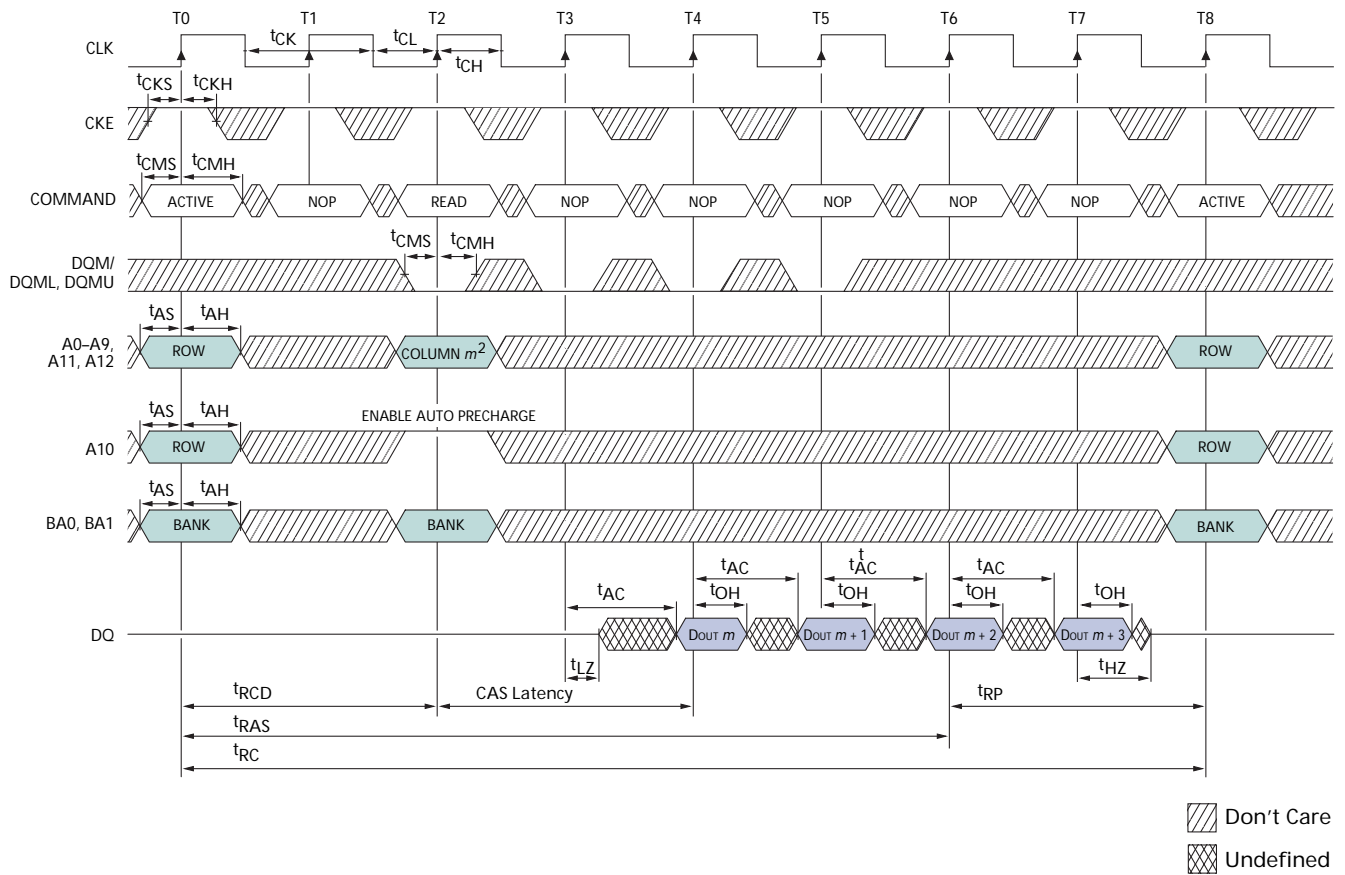 T0 T1 T2 T3 T4 T5 T6 T7 T8
CLK
tCK tCL
tCH
tCKS tCKH
CKE
tCMS tCMH
COMMAND ACTIVE NOP READ NOP NOP NOP NOP NOP ACTIVE
tCMS tCMH
DQM/
DQML, DQMU
tAS tAH
A0–A9,
A11, A12
ROW COLUMN m2 ROW
ENABLE AUTO PRECHARGE
tAS tAH
A10 ROW ROW
tAS tAH
BA0, BA1 BANK BANK BANK
t
tAC tAC tAC
tAC tOH tOH tOH tOH
DQ DOUT m DOUT m + 1 DOUT m + 2 DOUT m + 3
tLZ tHZ
tRCD CAS Latency tRP
tRAS
tRC
Don't Care
Undefined